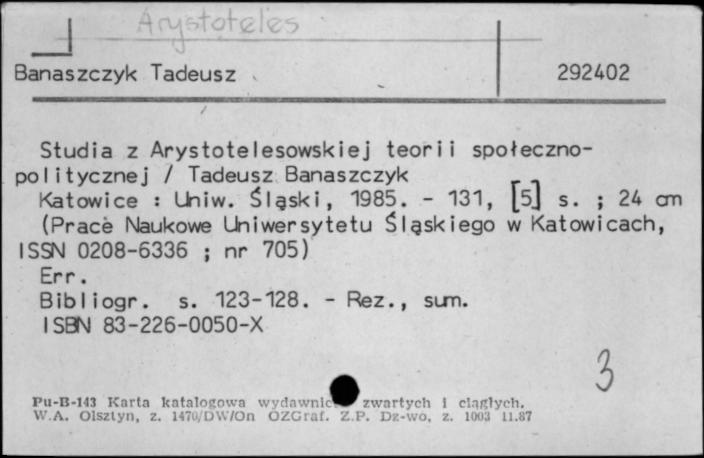 Arystoteles
Banaszczyk Tadeusz 292402
Studia z Arystotelesowskiej teorii społeczno-
politycznej / Tadeusz Banaszczyk
Katowice : Uniw. Śląski, 1985. - 131, [5] s. ; 24 cm
(Prace Naukowe Uniwersytetu Śląskiego w Katowicach,
ISSN 0208-6336 ; nr 705)
Err.
Bibliogr. s. 123-128. - Rez., sum.
ISBN 83-226-0050-X
3
Pu-B-143 Karta katalogowa wydawnic zwartych i ciągłych.
W.A. Olsztyn, z. 1470/DW/On OZGraf. Z.P. Dz-wo, z. 1003 11.87